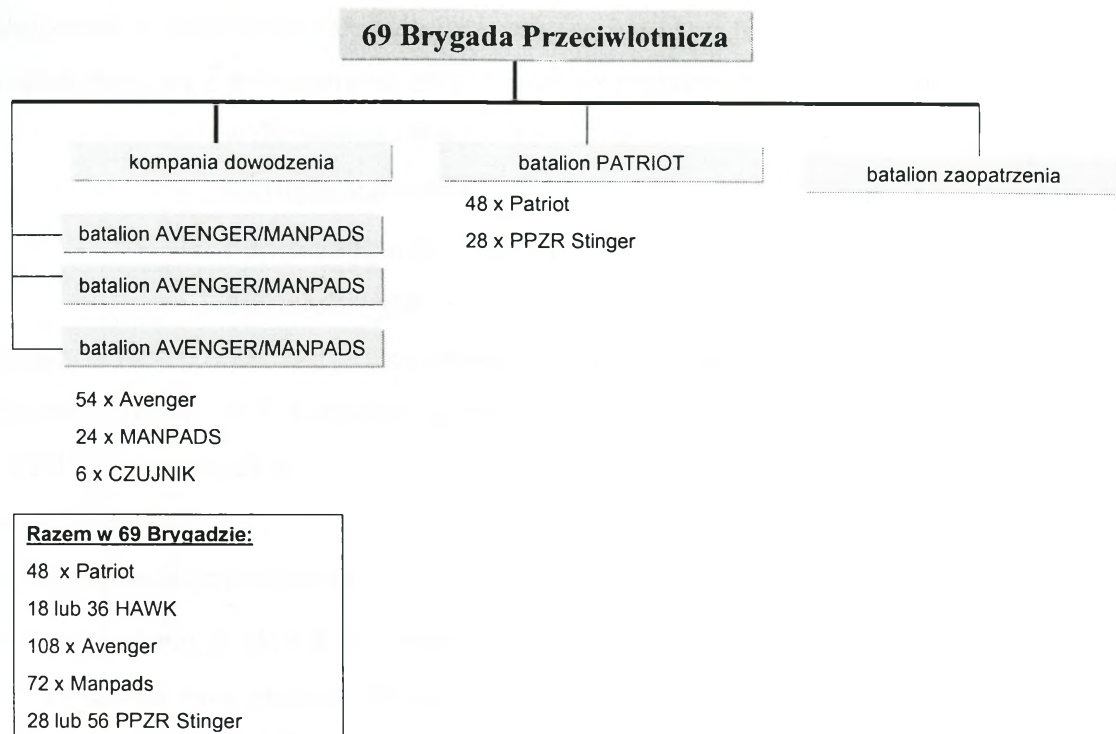 69 Brygada Przeciwlotnicza
kompania dowodzenia
batalion PATRIOT
batalion zaopatrzenia
48 x Patriot
28 x PPZR Stinger
batalion AVENGER/MANPADS
batalion AVENGER/MANPADS
batalion AVENGER/MANPADS
54 x Avenger
24 x MANPADS
6 x CZUJNIK
Razem w 69 Brygadzie:
48 x Patriot
18 lub 36 HAWK
108 x Avenger
72 x Manpads
28 lub 56 PPZR Stinger